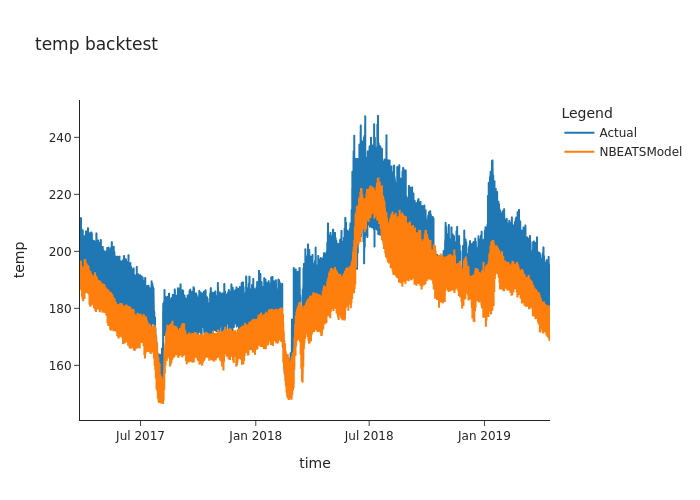 temp backtest
Legend
Actual
NBEATSModel
temp
240
220
200
180
160
Jul 2017
Jan 2018
Jul 2018
Jan 2019
time